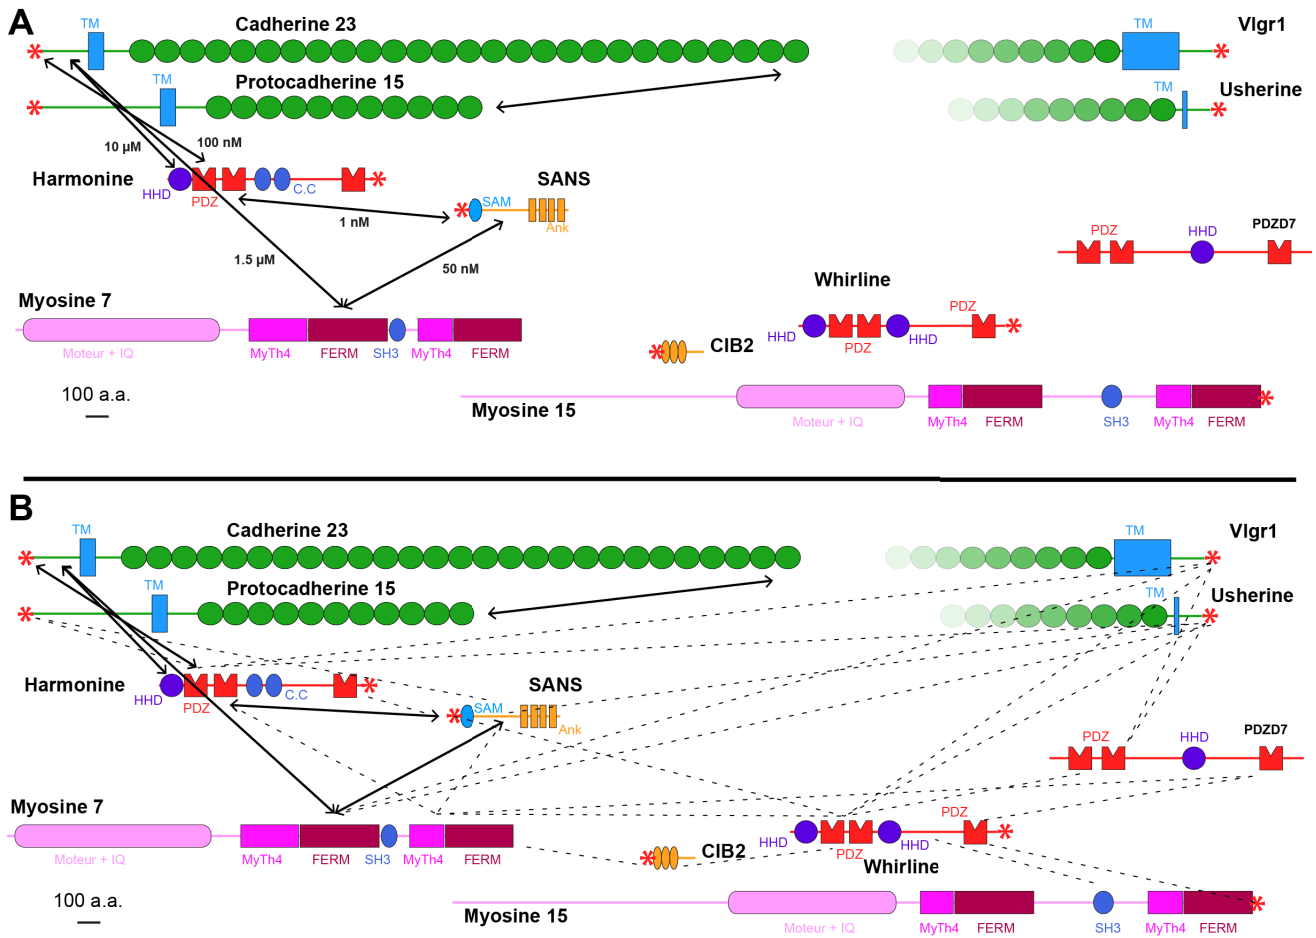 A
TM
Cadherine 23
TM
Vlgr1
TM
Protocadherine 15
TM
Usherine
10 µM
100 nM
Harmonine
HHD
PDZ
C.C
SANS
SAM
Ank
1 nM
1.5 µM
50 nM
PDZ
HHD
PDZD7
Myosine 7
Moteur + IQ
MyTh4
FERM
SH3
MyTh4
FERM
Whirline
HHD
PDZ
HHD
PDZ
CIB2
100 a.a.
Myosine 15
Moteur + IQ
MyTh4
FERM
SH3
MyTh4
FERM
B
TM
Cadherine 23
TM
Vlgr1
TM
Protocadherine 15
TM
Usherine
Harmonine
HHD
PDZ
C.C
SANS
SAM
Ank
PDZ
HHD
PDZD7
Myosine 7
Moteur + IQ
MyTh4
FERM
SH3
MyTh4
FERM
HHD
PDZ
HHD
PDZ
Whirline
CIB2
100 a.a.
Myosine 15
Moteur + IQ
MyTh4
FERM
SH3
MyTh4
FERM